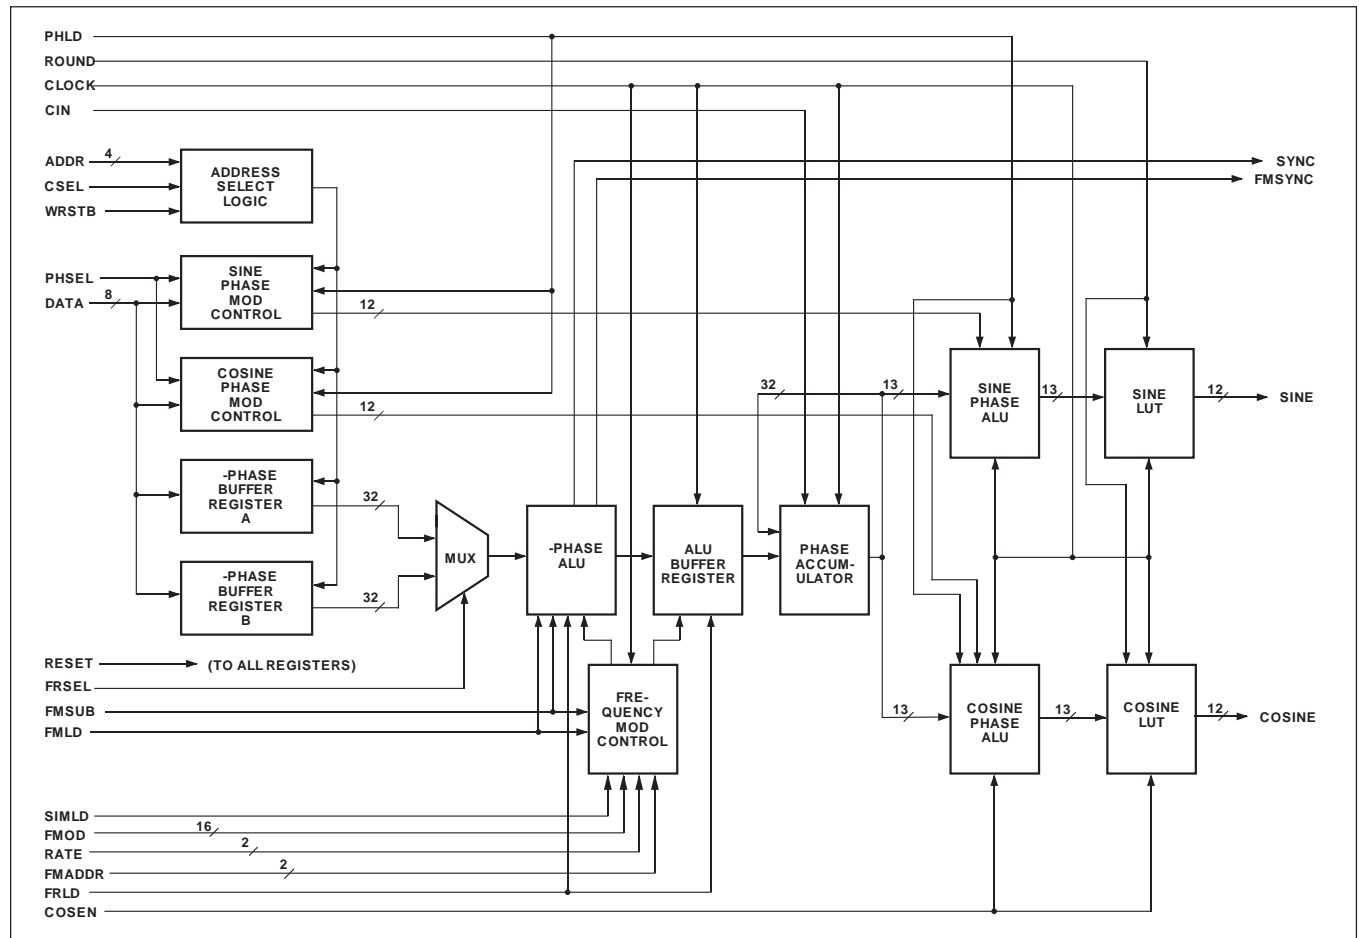 PHLD
ROUND
CLOCK
CIN
ADDR
4
CSEL
WRSTB
ADDRESS
SELECT
LOGIC
SYNC
FMSYNC
PHSEL
DATA
8
SINE
PHASE
MOD
CONTROL
12
COSINE
PHASE
MOD
CONTROL
12
-PHASE
BUFFER
REGISTER
A
32
-PHASE
BUFFER
REGISTER
B
32
MUX
-PHASE
ALU
ALU
BUFFER
REGISTER
PHASE
ACCUM-
ULATOR
32
13
SINE
PHASE
ALU
13
SINE
LUT
12
SINE
13
COSINE
PHASE
ALU
13
COSINE
LUT
12
COSINE
RESET
(TO ALL REGISTERS)
FRSEL
FMSUB
FMLD
FRE-
QUENCY
MOD
CONTROL
SIMLD
FMOD
16
RATE
2
FMADDR
2
FRLD
COSEN